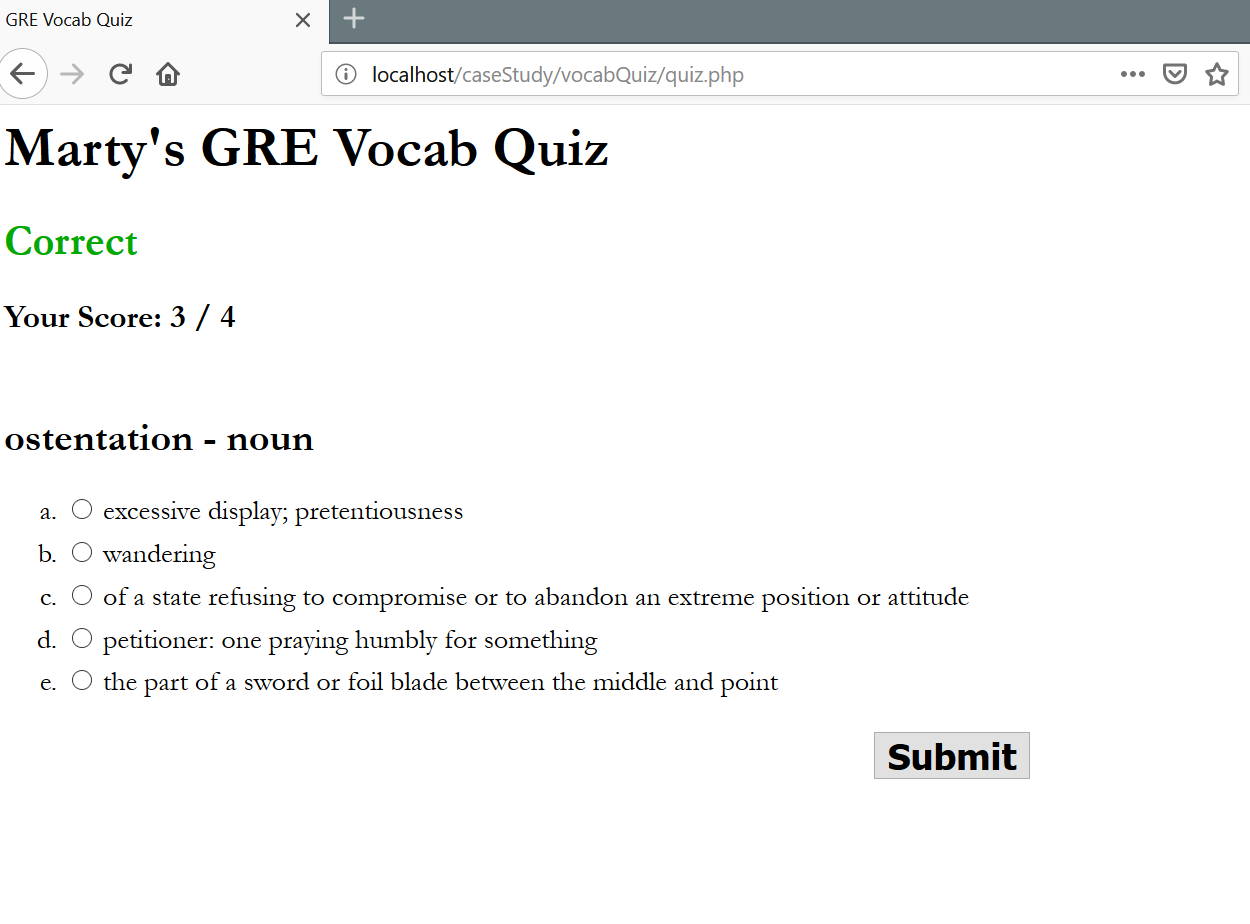 GRE Vocab Quiz
localhost/caseStudy/vocabQuiz/quiz.php
Marty's GRE Vocab Quiz
Correct
Your Score: 3 / 4
ostentation - noun
a. excessive display; pretentiousness
b. wandering
c. of a state refusing to compromise or to abandon an extreme position or attitude
d. petitioner: one praying humbly for something
e. the part of a sword or foil blade between the middle and point
Submit